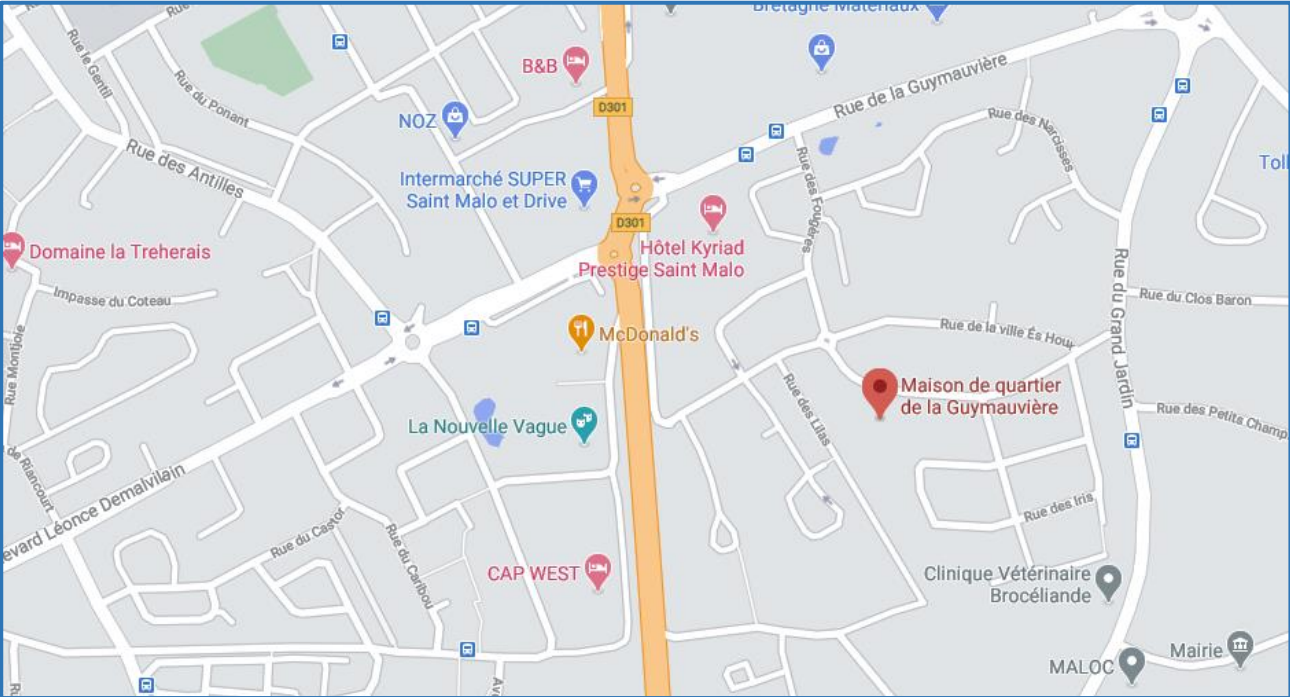 Bretagne Matériaux
Rue le Gentil
Rue du Ponant
B&B
D301
Rue de la Guymauvière
NOZ
Rue des Narcisses
Rue des Antilles
Intermarché SUPER
Saint Malo et Drive
Toll
Rue des Fougères
D301
Domaine la Treherais
Hôtel Kyriad
Prestige Saint Malo
Impasse du Coteau
Rue du Clos Baron
Rue Montjoie
McDonald's
Rue de la ville És Hour
Rue du Grand Jardin
Maison de quartier
de la Guymauvière
Rue des Lilas
Rue des Petits Champ
La Nouvelle Vague
de Riancourt
evard Léonce Demalvilain
Rue des Iris
Rue du Castor
Rue du Caribou
CAP WEST
Clinique Vétérinaire
Brocéliande
Mairie
MALOC